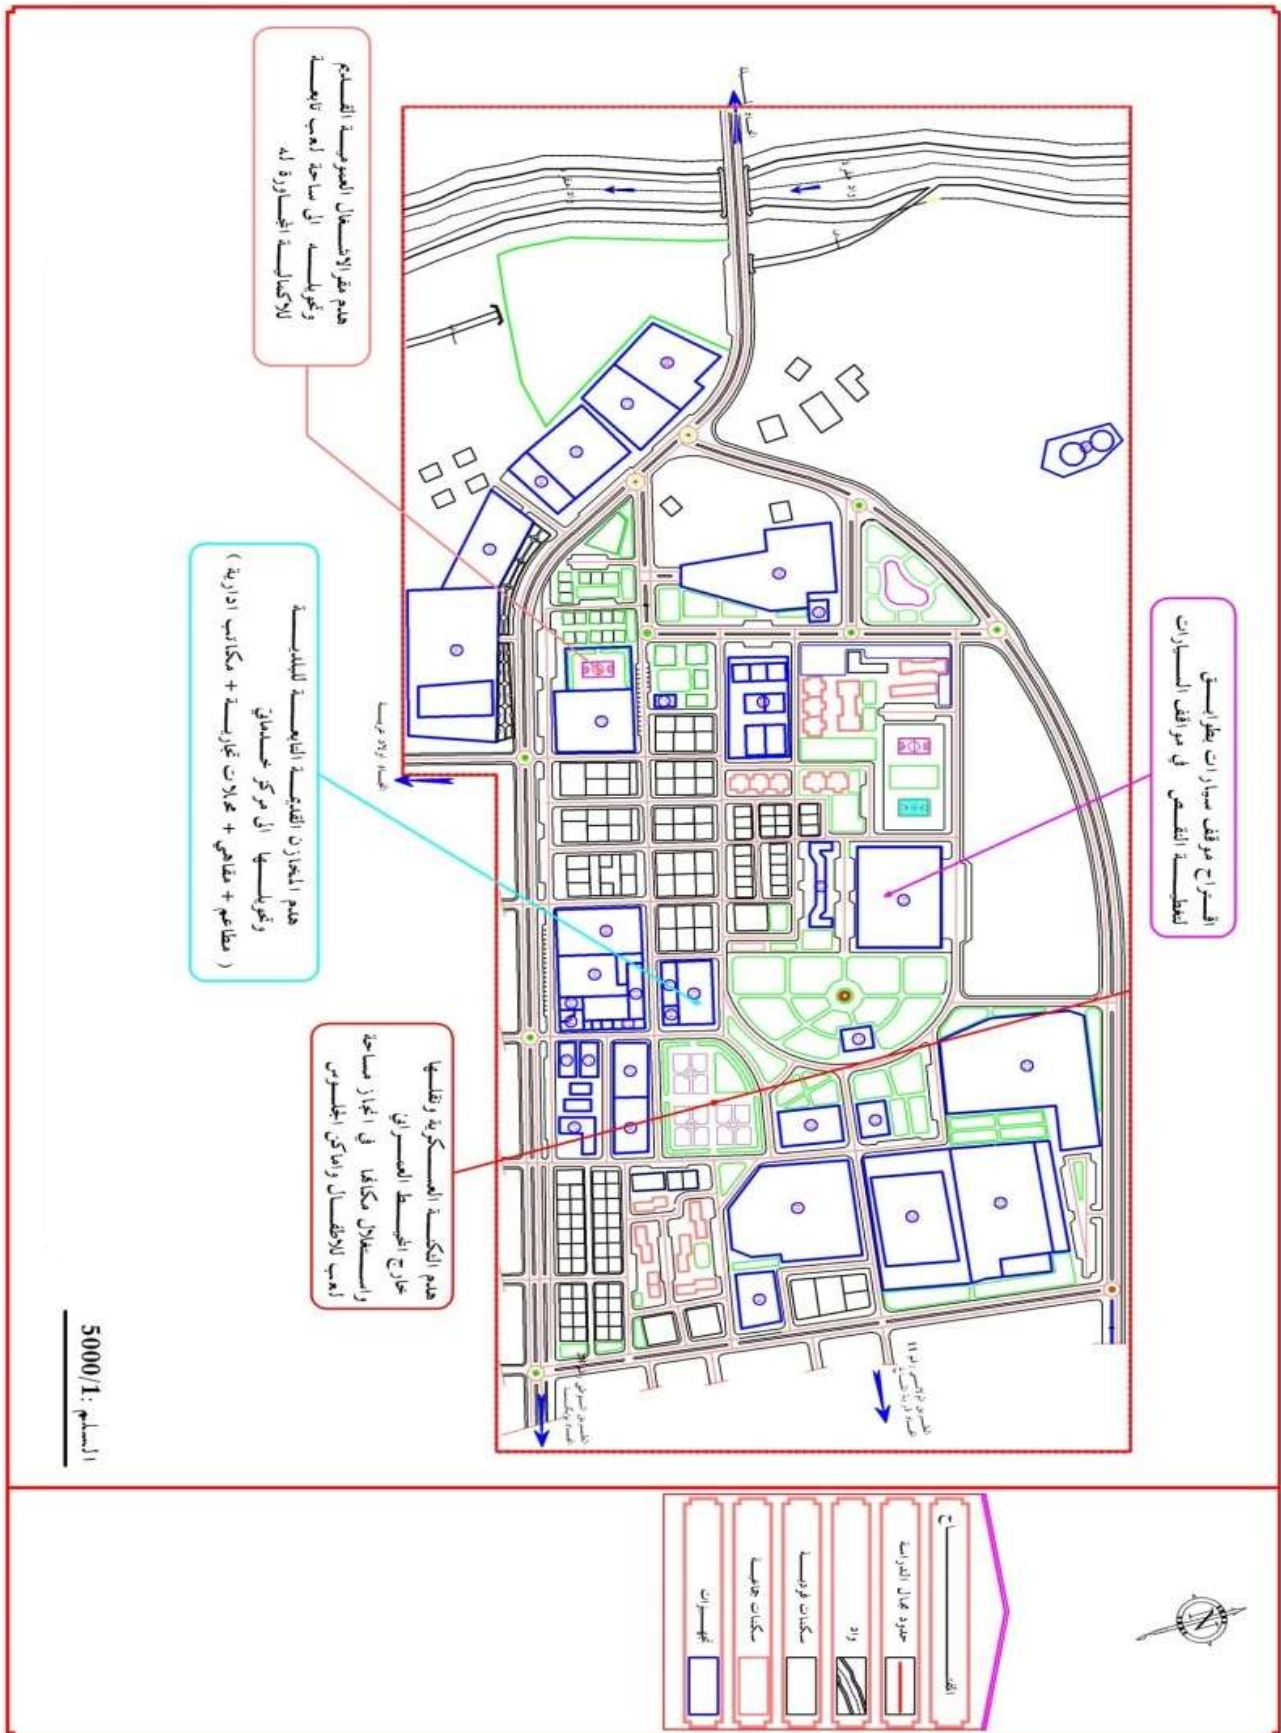 هدم مقر الاشغال العمومية القديم
وتحويله الى ساحة لعب تابعة
للاكمالية المجاورة له
هدم المخازن القديمة التابعة للبلدية
وتحويلها الى مركز خدماتي
( مطاعم + مقاهي + محلات تجارية + مكاتب ادارية )
هدم الثكنة العسكرية ونقلها
خارج المحيط العمراني
واستغلال مكانها في انجاز مساحة
لعب للاطفال واماكن الجلوس
اقتراح موقف سيارات بطوابق
لتغطية النقص في مواقف السيارات
المفتاح
حدود مجال الدراسة
واد
سكنات فردية
سكنات جماعية
تجهيزات
N
السلم :5000/1